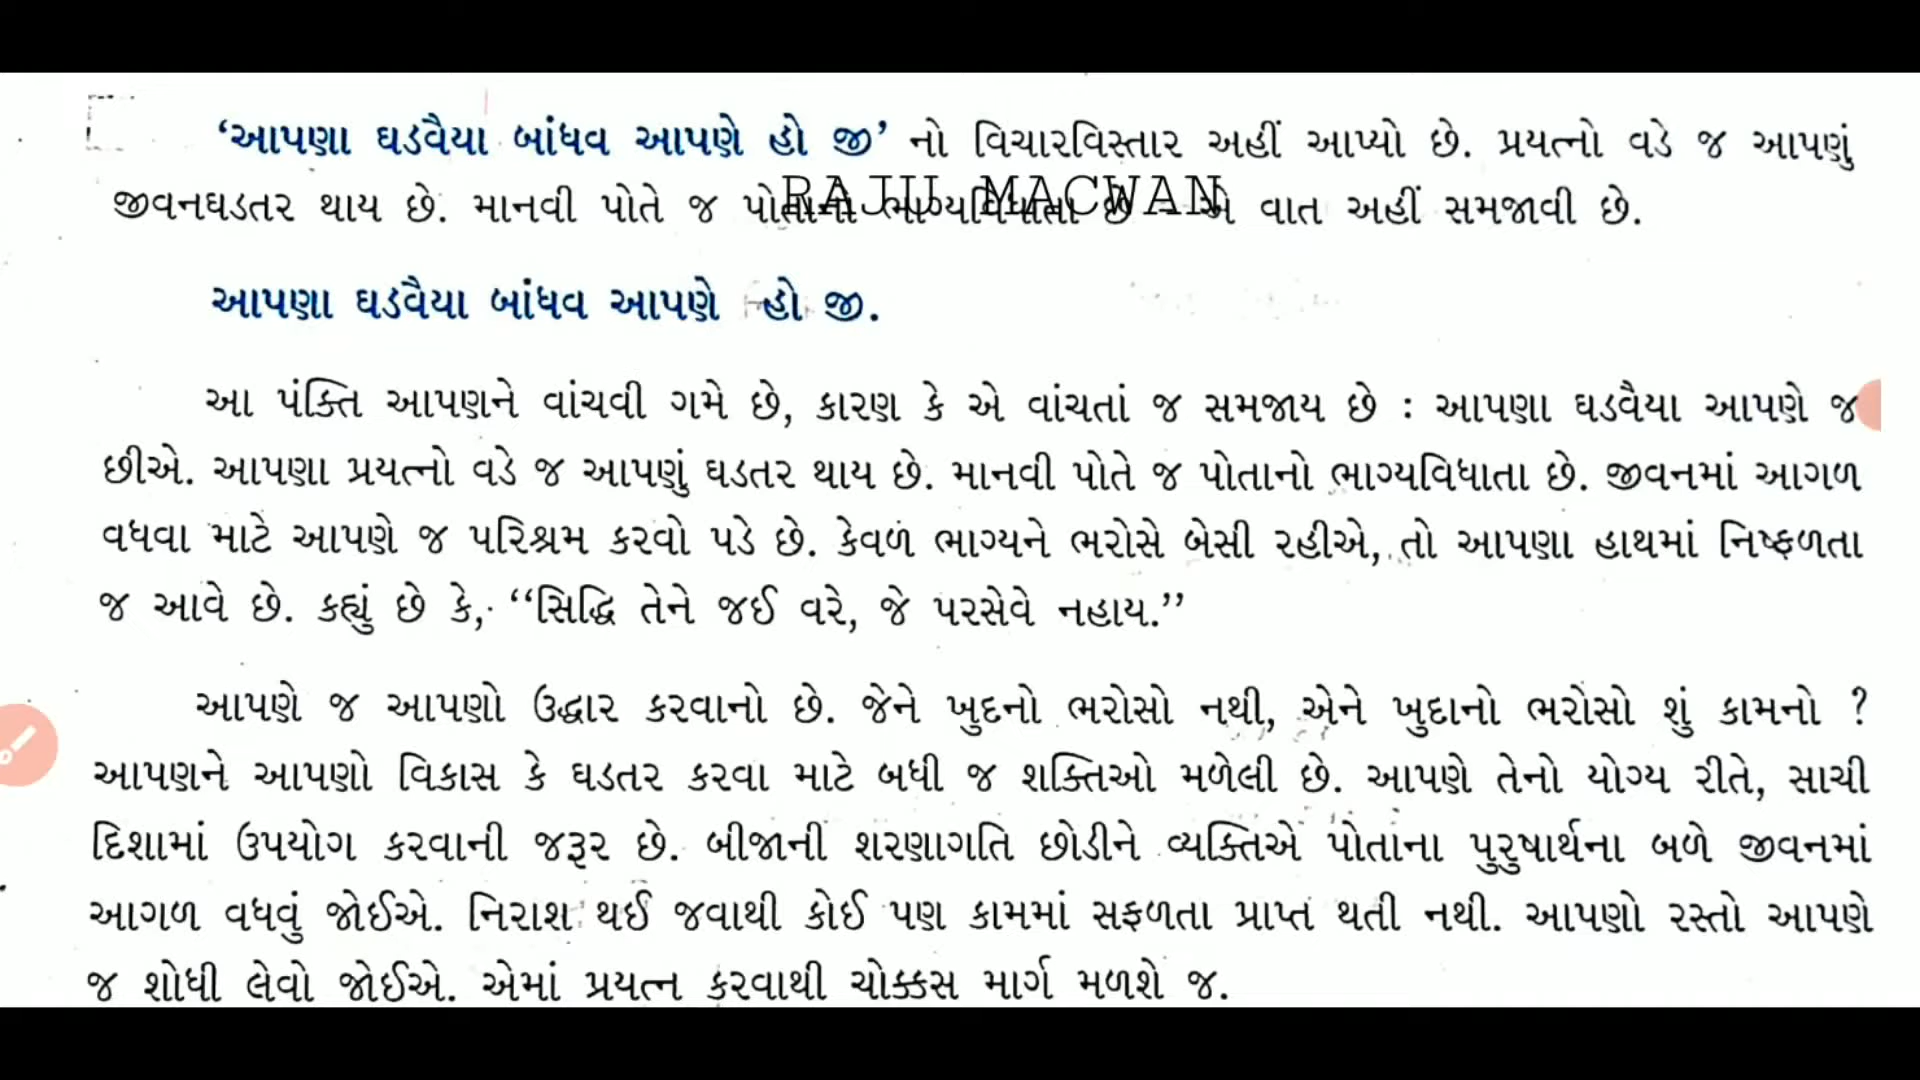 ‘આપણા ઘડવૈયા બાંધવ આપણે હો જી’ નો વિચારવિસ્તાર અહીં આપ્યો છે. પ્રયત્નો વડે જ આપણું
જીવનઘડતર થાય છે. માનવી પોતે જ પોતાનો ભાગ્યવિધાતા છે – એ વાત અહીં સમજાવી છે.
RAJU MACWAN
આપણા ઘડવૈયા બાંધવ આપણે હો જી.
આ પંક્તિ આપણને વાંચવી ગમે છે, કારણ કે એ વાંચતાં જ સમજાય છે : આપણા ઘડવૈયા આપણે જ
છીએ. આપણા પ્રયત્નો વડે જ આપણું ઘડતર થાય છે. માનવી પોતે જ પોતાનો ભાગ્યવિધાતા છે. જીવનમાં આગળ
વધવા માટે આપણે જ પરિશ્રમ કરવો પડે છે. કેવળ ભાગ્યને ભરોસે બેસી રહીએ, તો આપણા હાથમાં નિષ્ફળતા
જ આવે છે. કહ્યું છે કે, “સિદ્ધિ તેને જઈ વરે, જે પરસેવે નહાય.”
આપણે જ આપણો ઉદ્ધાર કરવાનો છે. જેને ખુદનો ભરોસો નથી, એને ખુદાનો ભરોસો શું કામનો ?
આપણને આપણો વિકાસ કે ઘડતર કરવા માટે બધી જ શક્તિઓ મળેલી છે. આપણે તેનો યોગ્ય રીતે, સાચી
દિશામાં ઉપયોગ કરવાની જરૂર છે. બીજાની શરણાગતિ છોડીને વ્યક્તિએ પોતાના પુરુષાર્થના બળે જીવનમાં
આગળ વધવું જોઈએ. નિરાશ થઈ જવાથી કોઈ પણ કામમાં સફળતા પ્રાપ્ત થતી નથી. આપણો રસ્તો આપણે
જ શોધી લેવો જોઈએ. એમાં પ્રયત્ન કરવાથી ચોક્કસ માર્ગ મળશે જ.